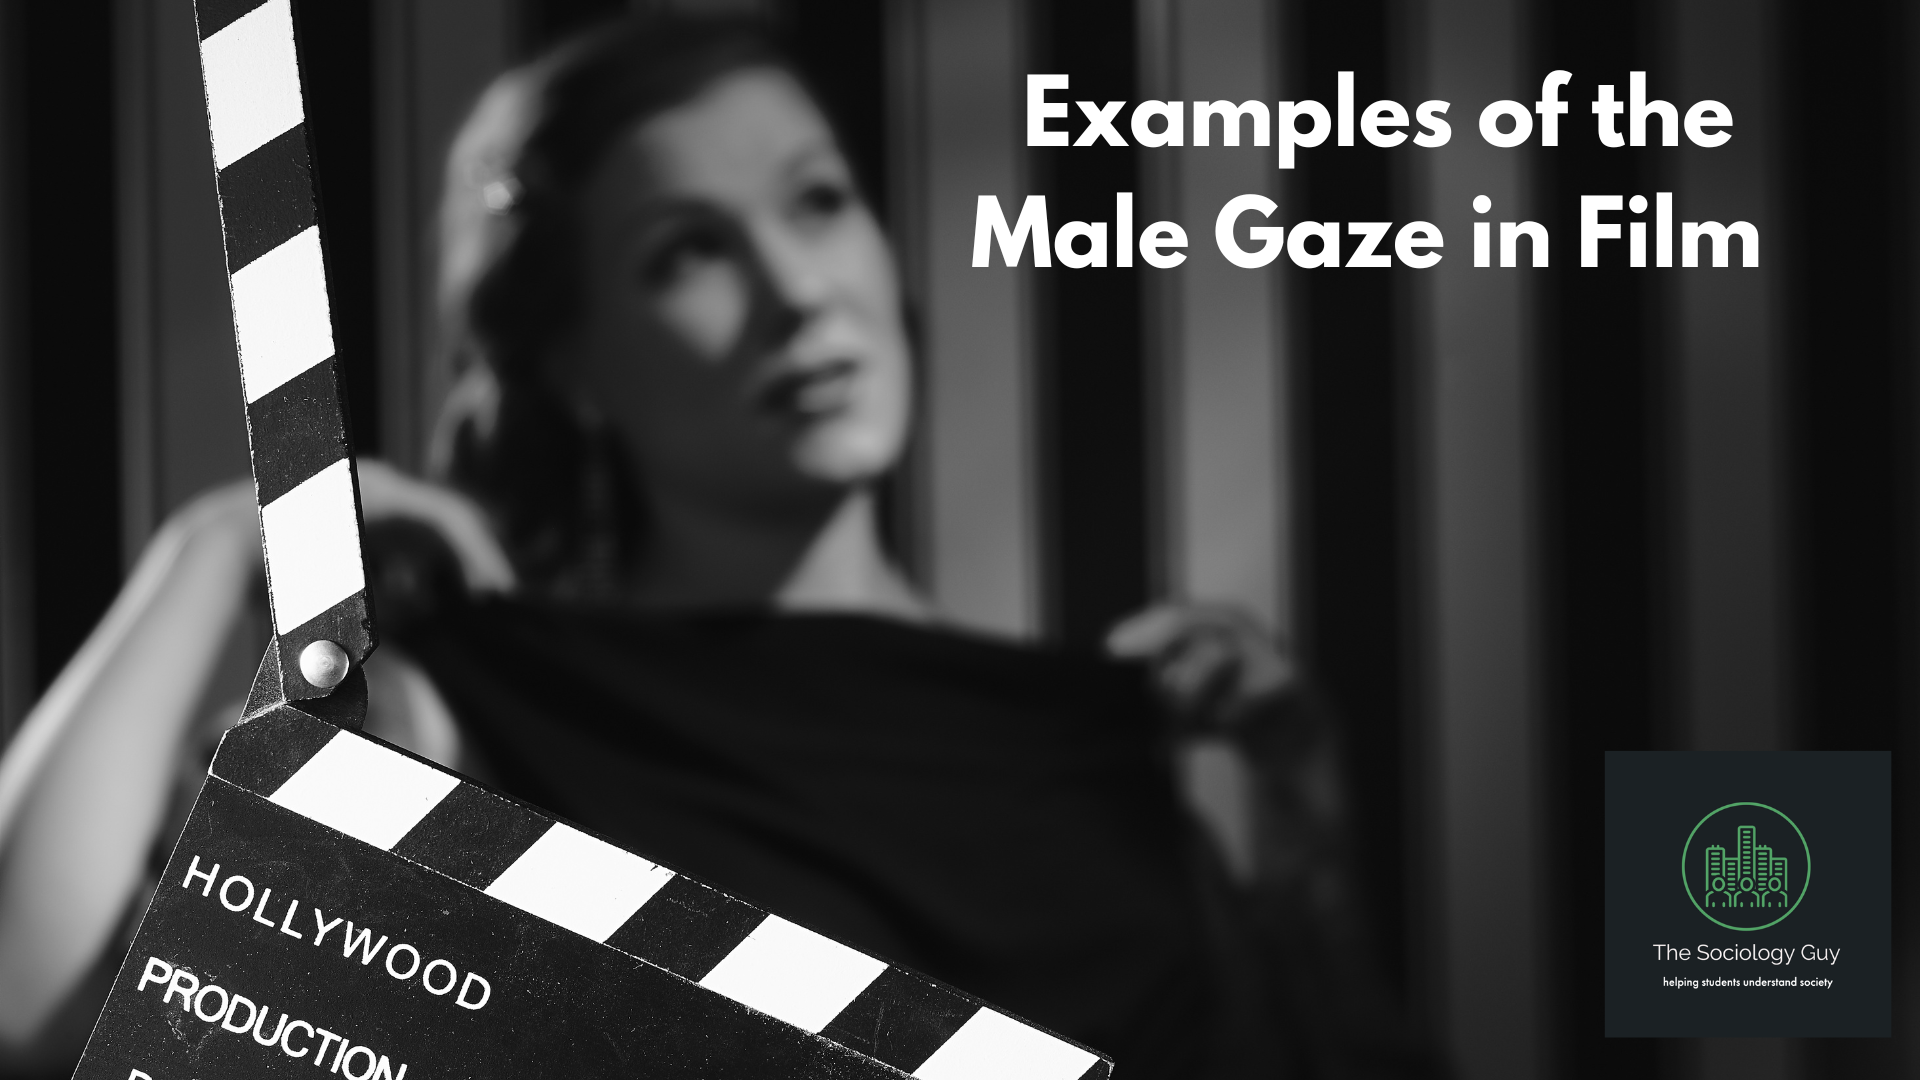 Examples of the
Male Gaze in Film
HOLLYWOOD
PRODUCTION
The Sociology Guy
helping students understand society